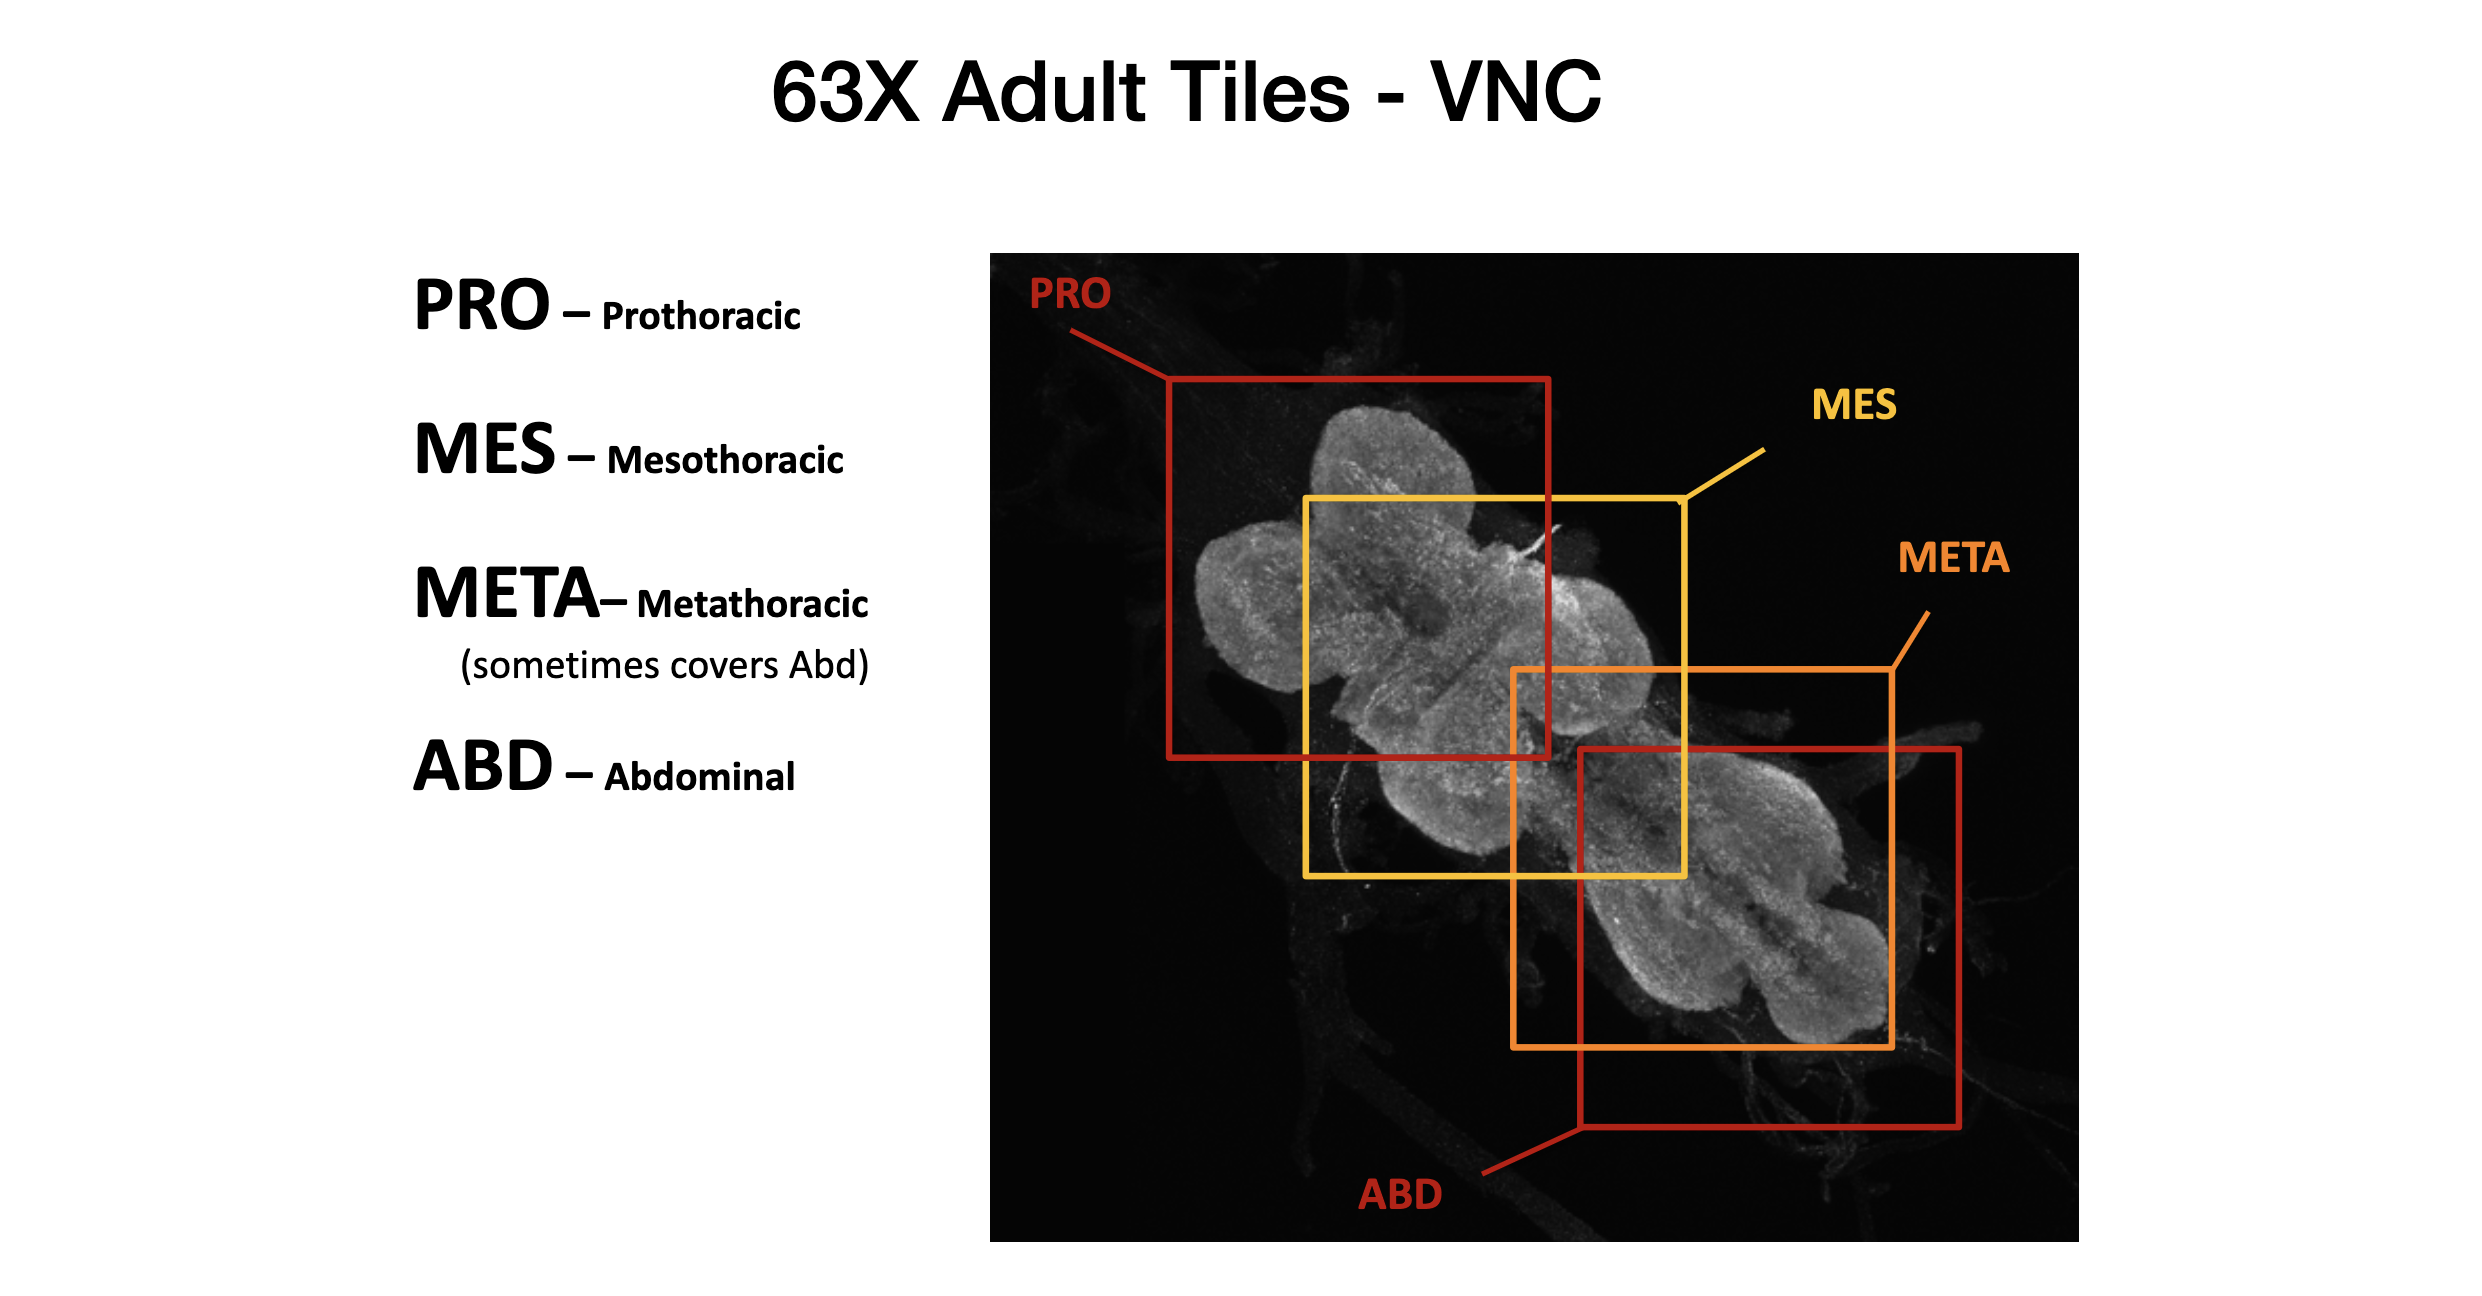 63X Adult Tiles - VNC
PRO – Prothoracic
MES – Mesothoracic
META– Metathoracic
(sometimes covers Abd)
ABD – Abdominal
PRO
MES
META
ABD